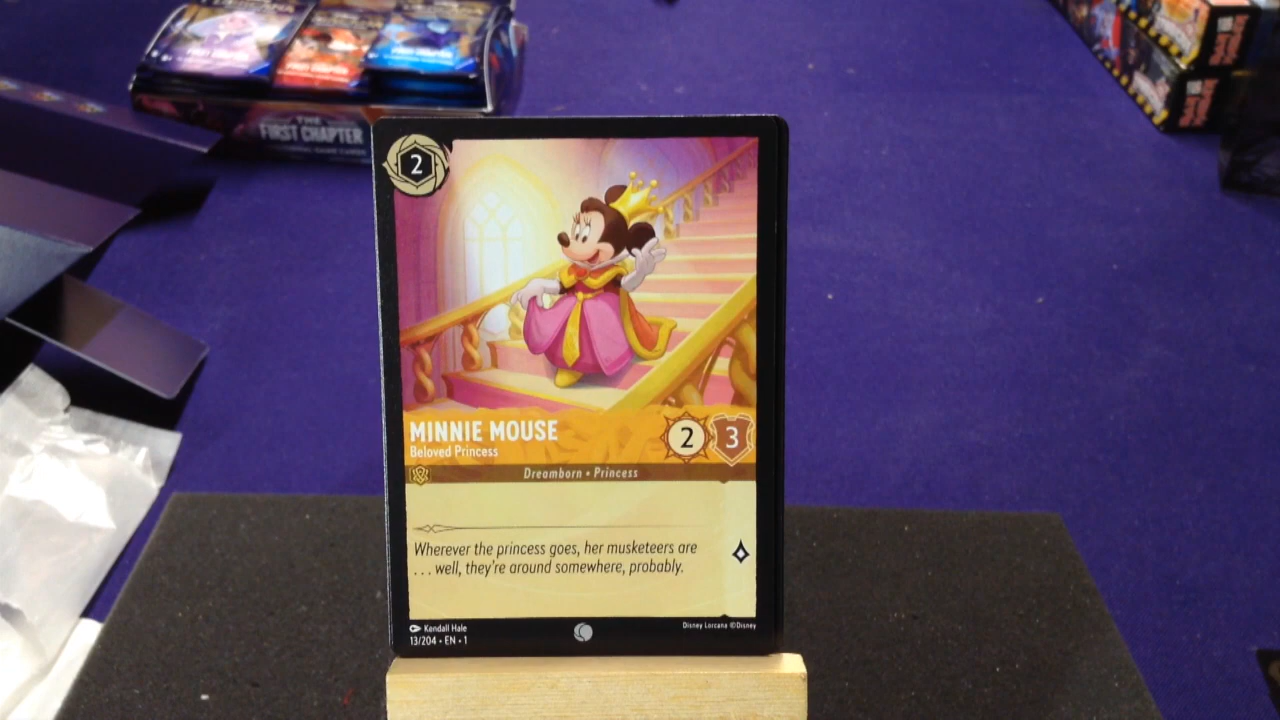 THE
FIRST CHAPTER
2
MINNIE MOUSE
Beloved Princess
2 3
Dreamborn • Princess
Wherever the princess goes, her musketeers are
. . . well, they're around somewhere, probably.
Kendall Hale
13/204 • EN • 1
Disney Lorcana ©Disney